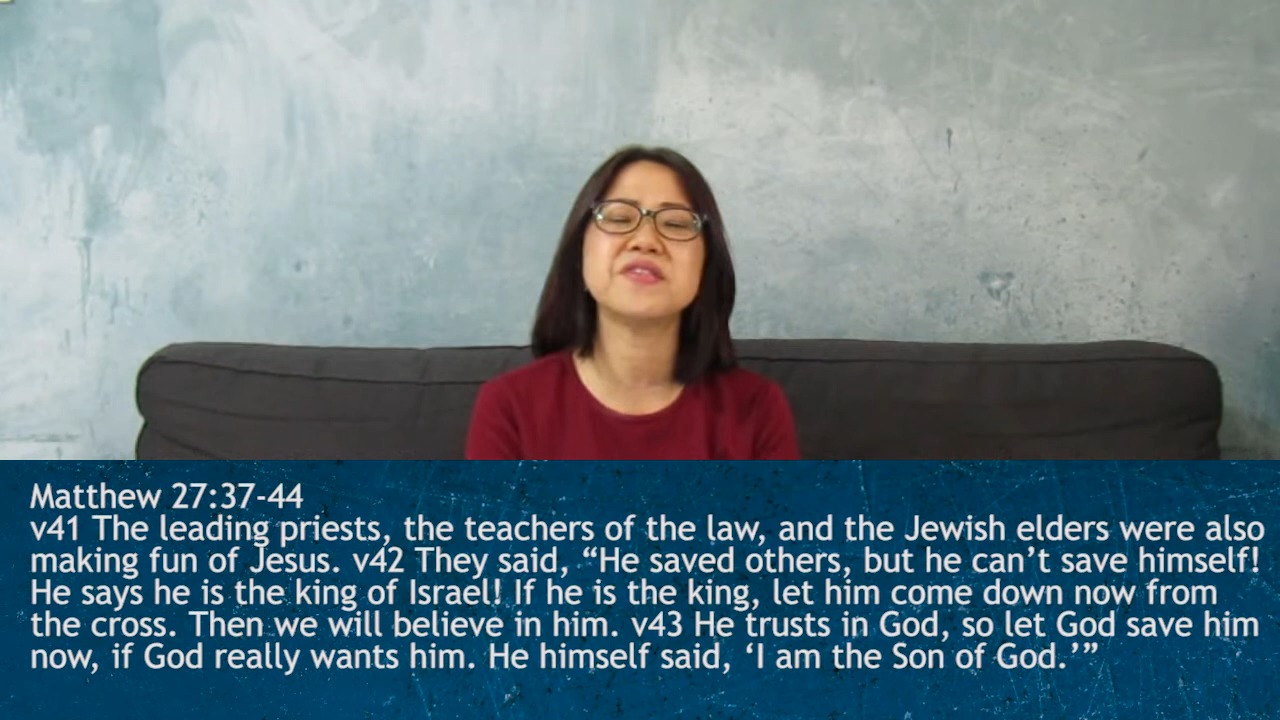 Matthew 27:37-44
v41 The leading priests, the teachers of the law, and the Jewish elders were also
making fun of Jesus. v42 They said, “He saved others, but he can’t save himself!
He says he is the king of Israel! If he is the king, let him come down now from
the cross. Then we will believe in him. v43 He trusts in God, so let God save him
now, if God really wants him. He himself said, ‘I am the Son of God.’”